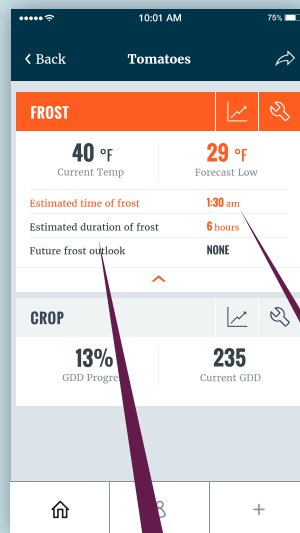 10:01 AM 75%
Back Tomatoes
FROST
40 °F 29 °F
Current Temp Forecast Low
Estimated time of frost 1:30 am
Estimated duration of frost 6 hours
Future frost outlook NONE
CROP
13% 235
GDD Current GDD